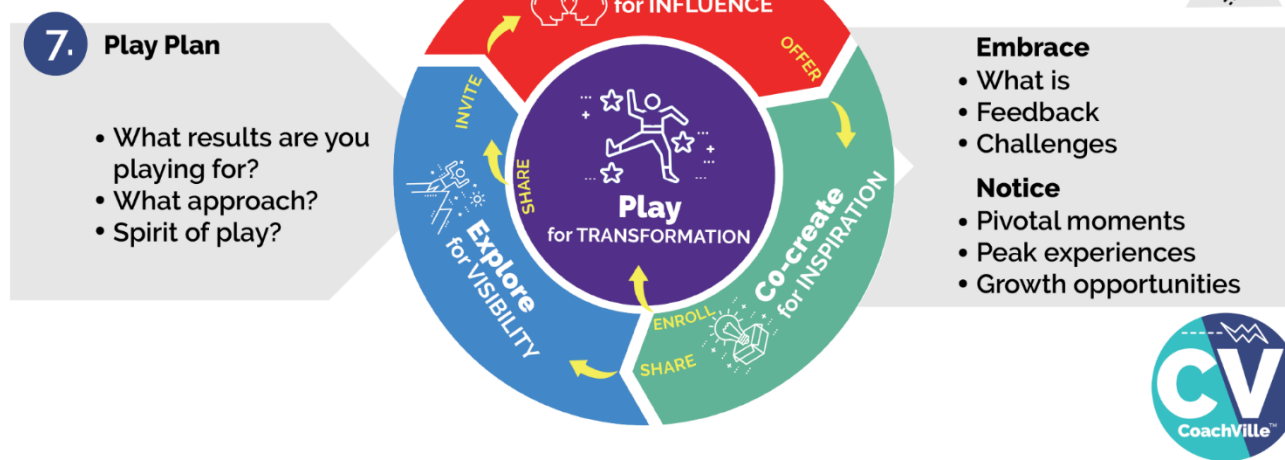 7.
Play Plan
• What results are you
playing for?
• What approach?
• Spirit of play?
for INFLUENCE
OFFER
INVITE
SHARE
Explore
for VISIBILITY
Play
for TRANSFORMATION
Co-create
for INSPIRATION
ENROLL
SHARE
Embrace
• What is
• Feedback
• Challenges
Notice
• Pivotal moments
• Peak experiences
• Growth opportunities
CV
CoachVille™